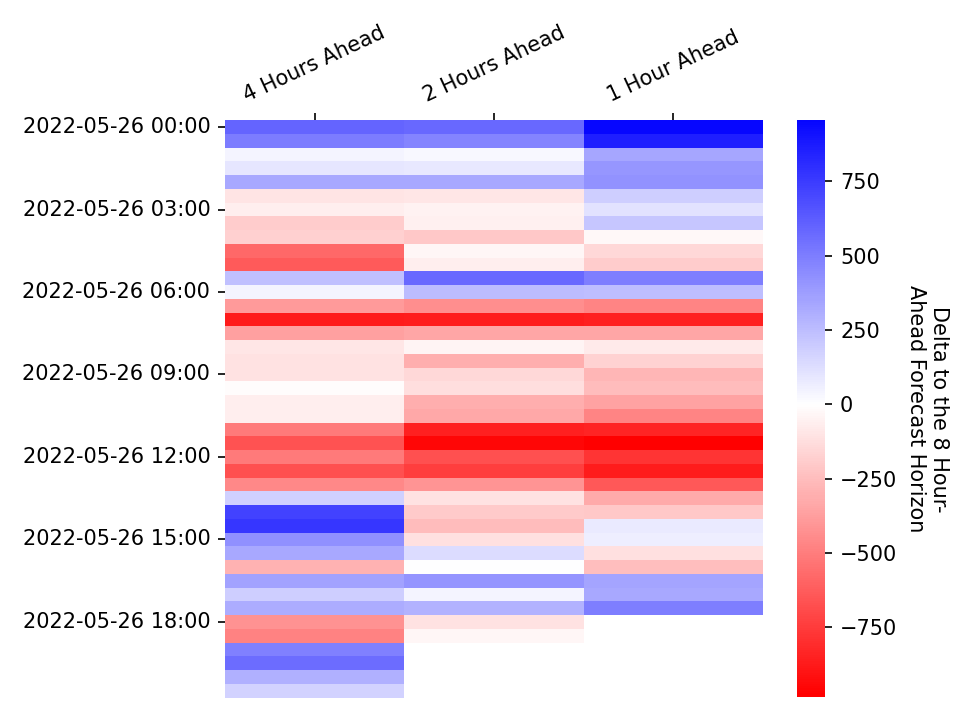 4 Hours Ahead
2 Hours Ahead
1 Hour Ahead
2022-05-26 00:00
2022-05-26 03:00
2022-05-26 06:00
2022-05-26 09:00
2022-05-26 12:00
2022-05-26 15:00
2022-05-26 18:00
750
500
250
0
−250
−500
−750
Delta to the 8 Hour-
Ahead Forecast Horizon